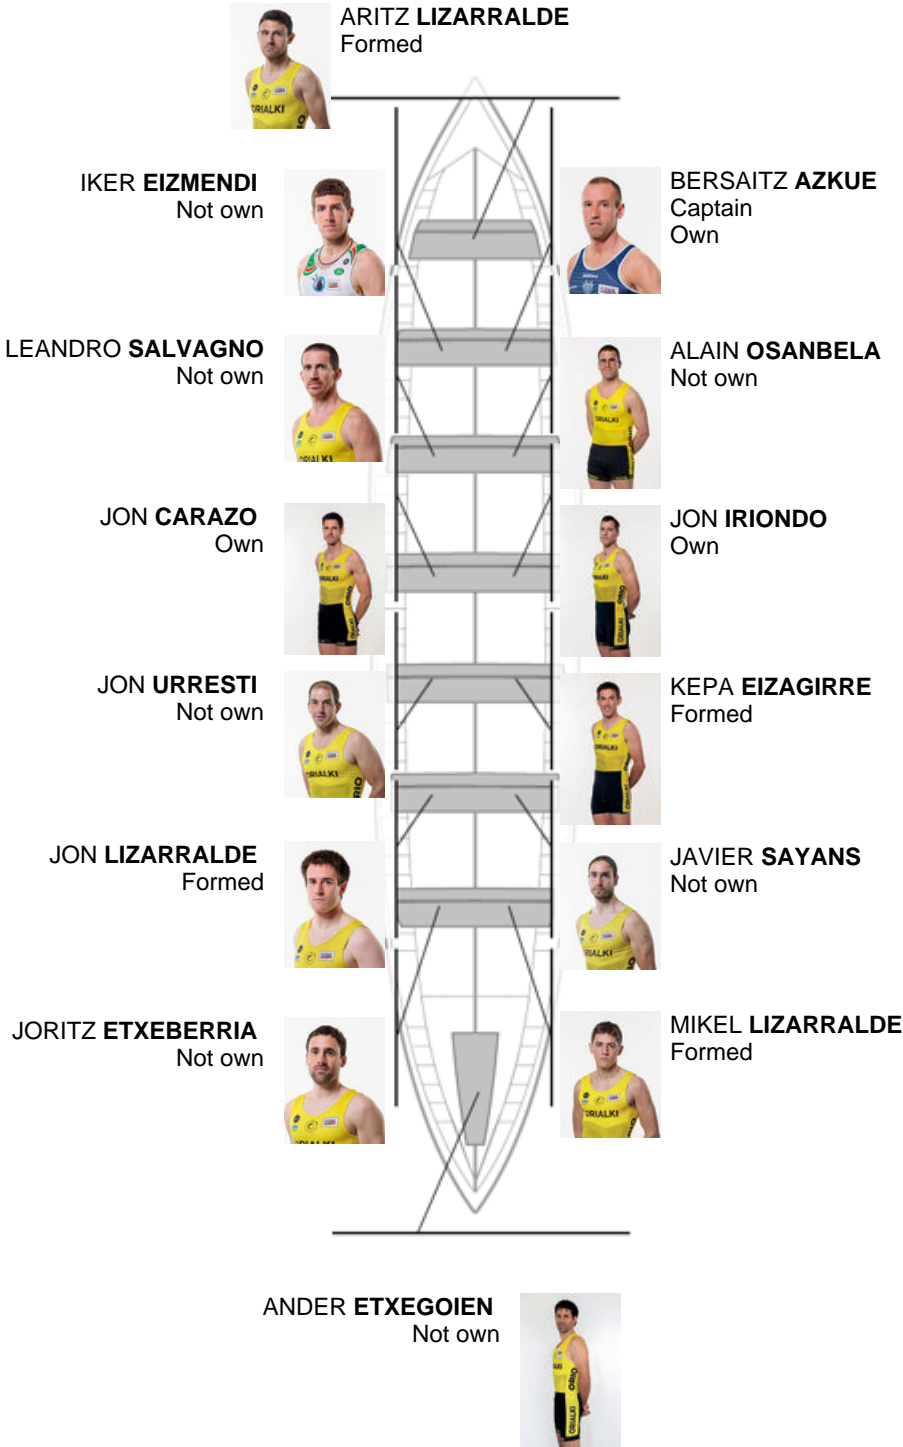 ARITZ LIZARRALDE
Formed
ORIALKI
IKER EIZMENDI
Not own
BERSAITZ AZKUE
Captain
Own
LEANDRO SALVAGNO
Not own
ALAIN OSANBELA
Not own
JON CARAZO
Own
JON IRIONDO
Own
JON URRESTI
Not own
KEPA EIZAGIRRE
Formed
JON LIZARRALDE
Formed
JAVIER SAYANS
Not own
JORITZ ETXEBERRIA
Not own
MIKEL LIZARRALDE
Formed
ANDER ETXEGOIEN
Not own